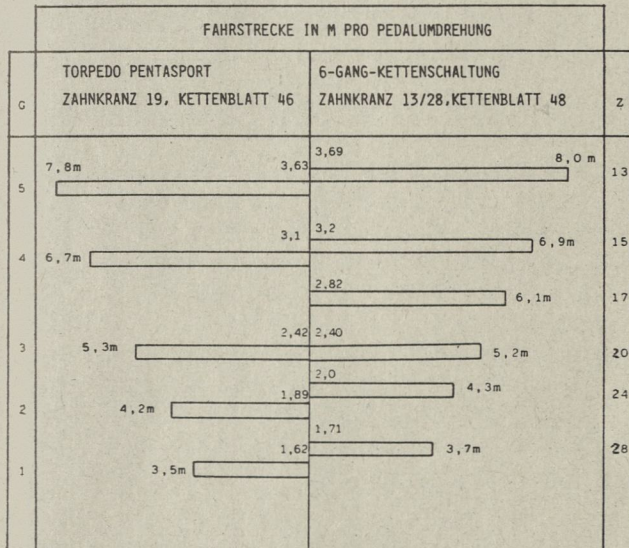 FAHRSTRECKE IN M PRO PEDALUMDREHUNG
TORPEDO PENTASPORT
ZAHNKRANZ 19, KETTENBLATT 46
6-GANG-KETTENSCHALTUNG
ZAHNKRANZ 13/28,KETTENBLATT 48
G
Z
7,8m 3,63 3,69 8,0 m 13
5
3,1 3,2
4 6,7m 6,9m 15
2,82
6,1m 17
2,42 2,40
3 5,3m 5,2m 20
2,0
1,89 4,3m 24
2 4,2m
1,71
1,62 3,7m 28
1 3,5m